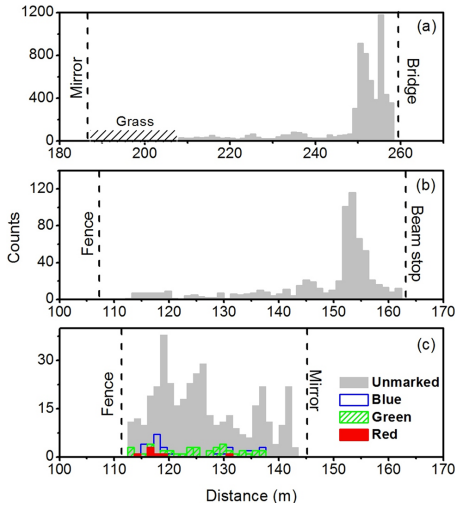 1200
(a)
800
Mirror
Bridge
400
Grass
0
180 200 220 240 260
120
(b)
80
Fence
Beam stop
40
0
100 110 120 130 140 150 160 170
Counts
(c)
30
Fence
Mirror
Unmarked
15
Blue
Green
Red
0
100 110 120 130 140 150 160 170
Distance (m)